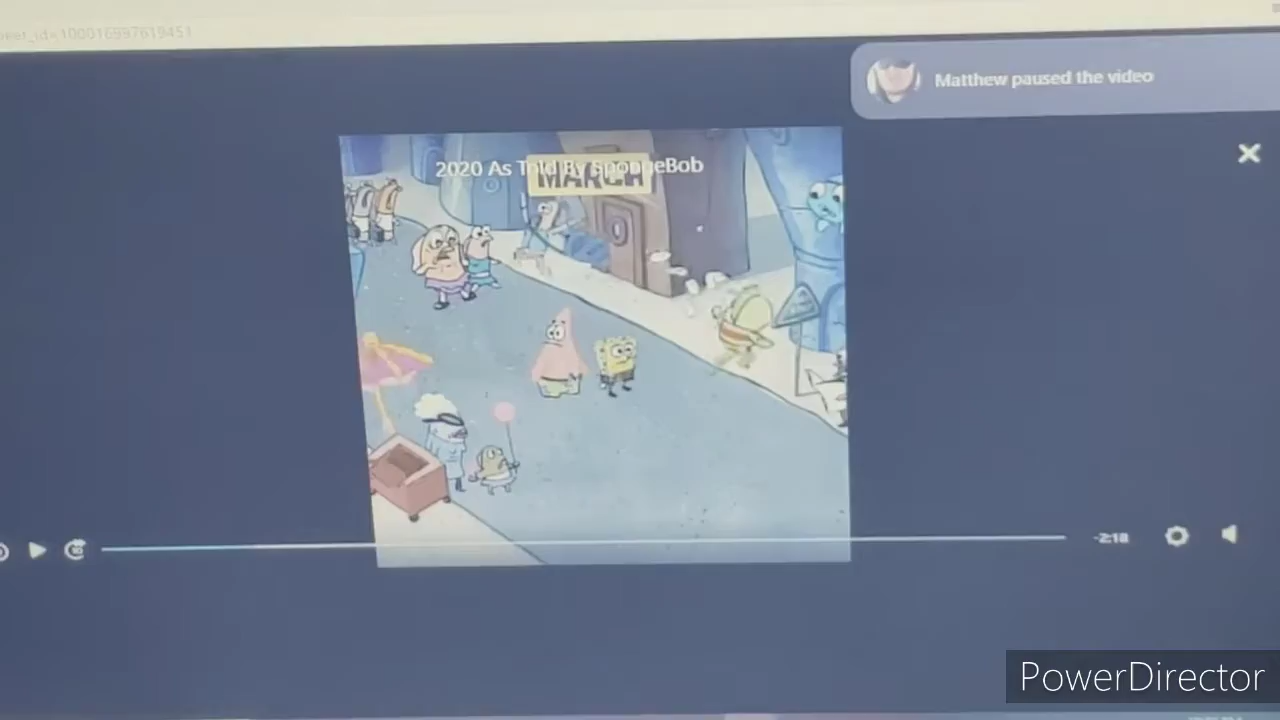 Matthew paused the video
2020 As Told By SpongeBob
MARCH
-2:18
PowerDirector